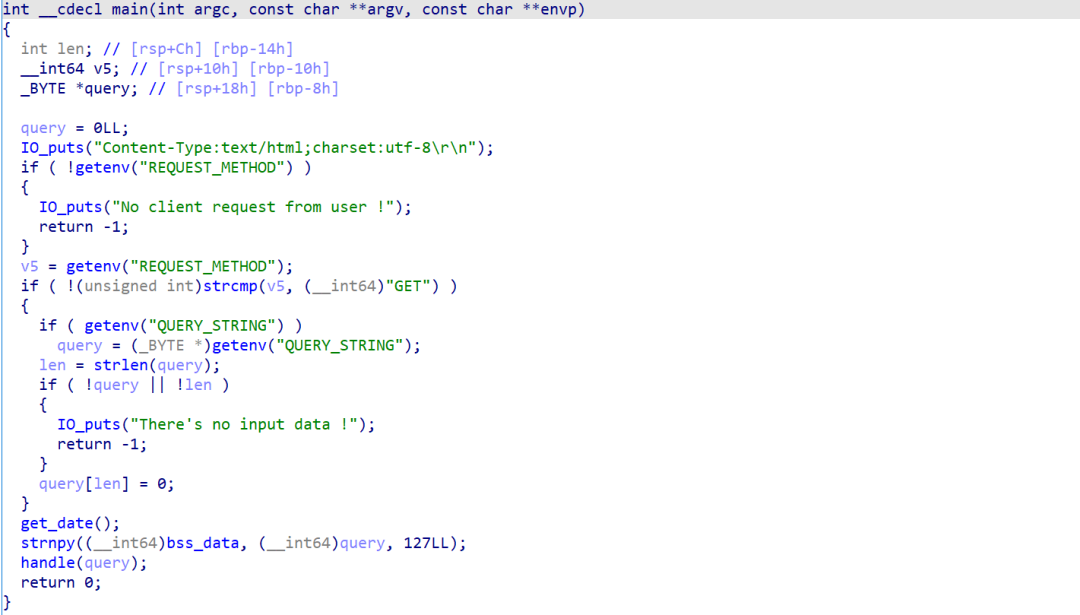 int __cdecl main(int argc, const char **argv, const char **envp)
{
  int len; // [rsp+Ch] [rbp-14h]
  __int64 v5; // [rsp+10h] [rbp-10h]
  _BYTE *query; // [rsp+18h] [rbp-8h]

  query = 0LL;
  IO_puts("Content-Type:text/html;charset:utf-8\r\n");
  if ( !getenv("REQUEST_METHOD") )
  {
    IO_puts("No client request from user !");
    return -1;
  }
  v5 = getenv("REQUEST_METHOD");
  if ( !(unsigned int)strcmp(v5, (__int64)"GET") )
  {
    if ( getenv("QUERY_STRING") )
      query = (_BYTE *)getenv("QUERY_STRING");
    len = strlen(query);
    if ( !query || !len )
    {
      IO_puts("There's no input data !");
      return -1;
    }
    query[len] = 0;
  }
  get_date();
  strnpy((__int64)bss_data, (__int64)query, 127LL);
  handle(query);
  return 0;
}